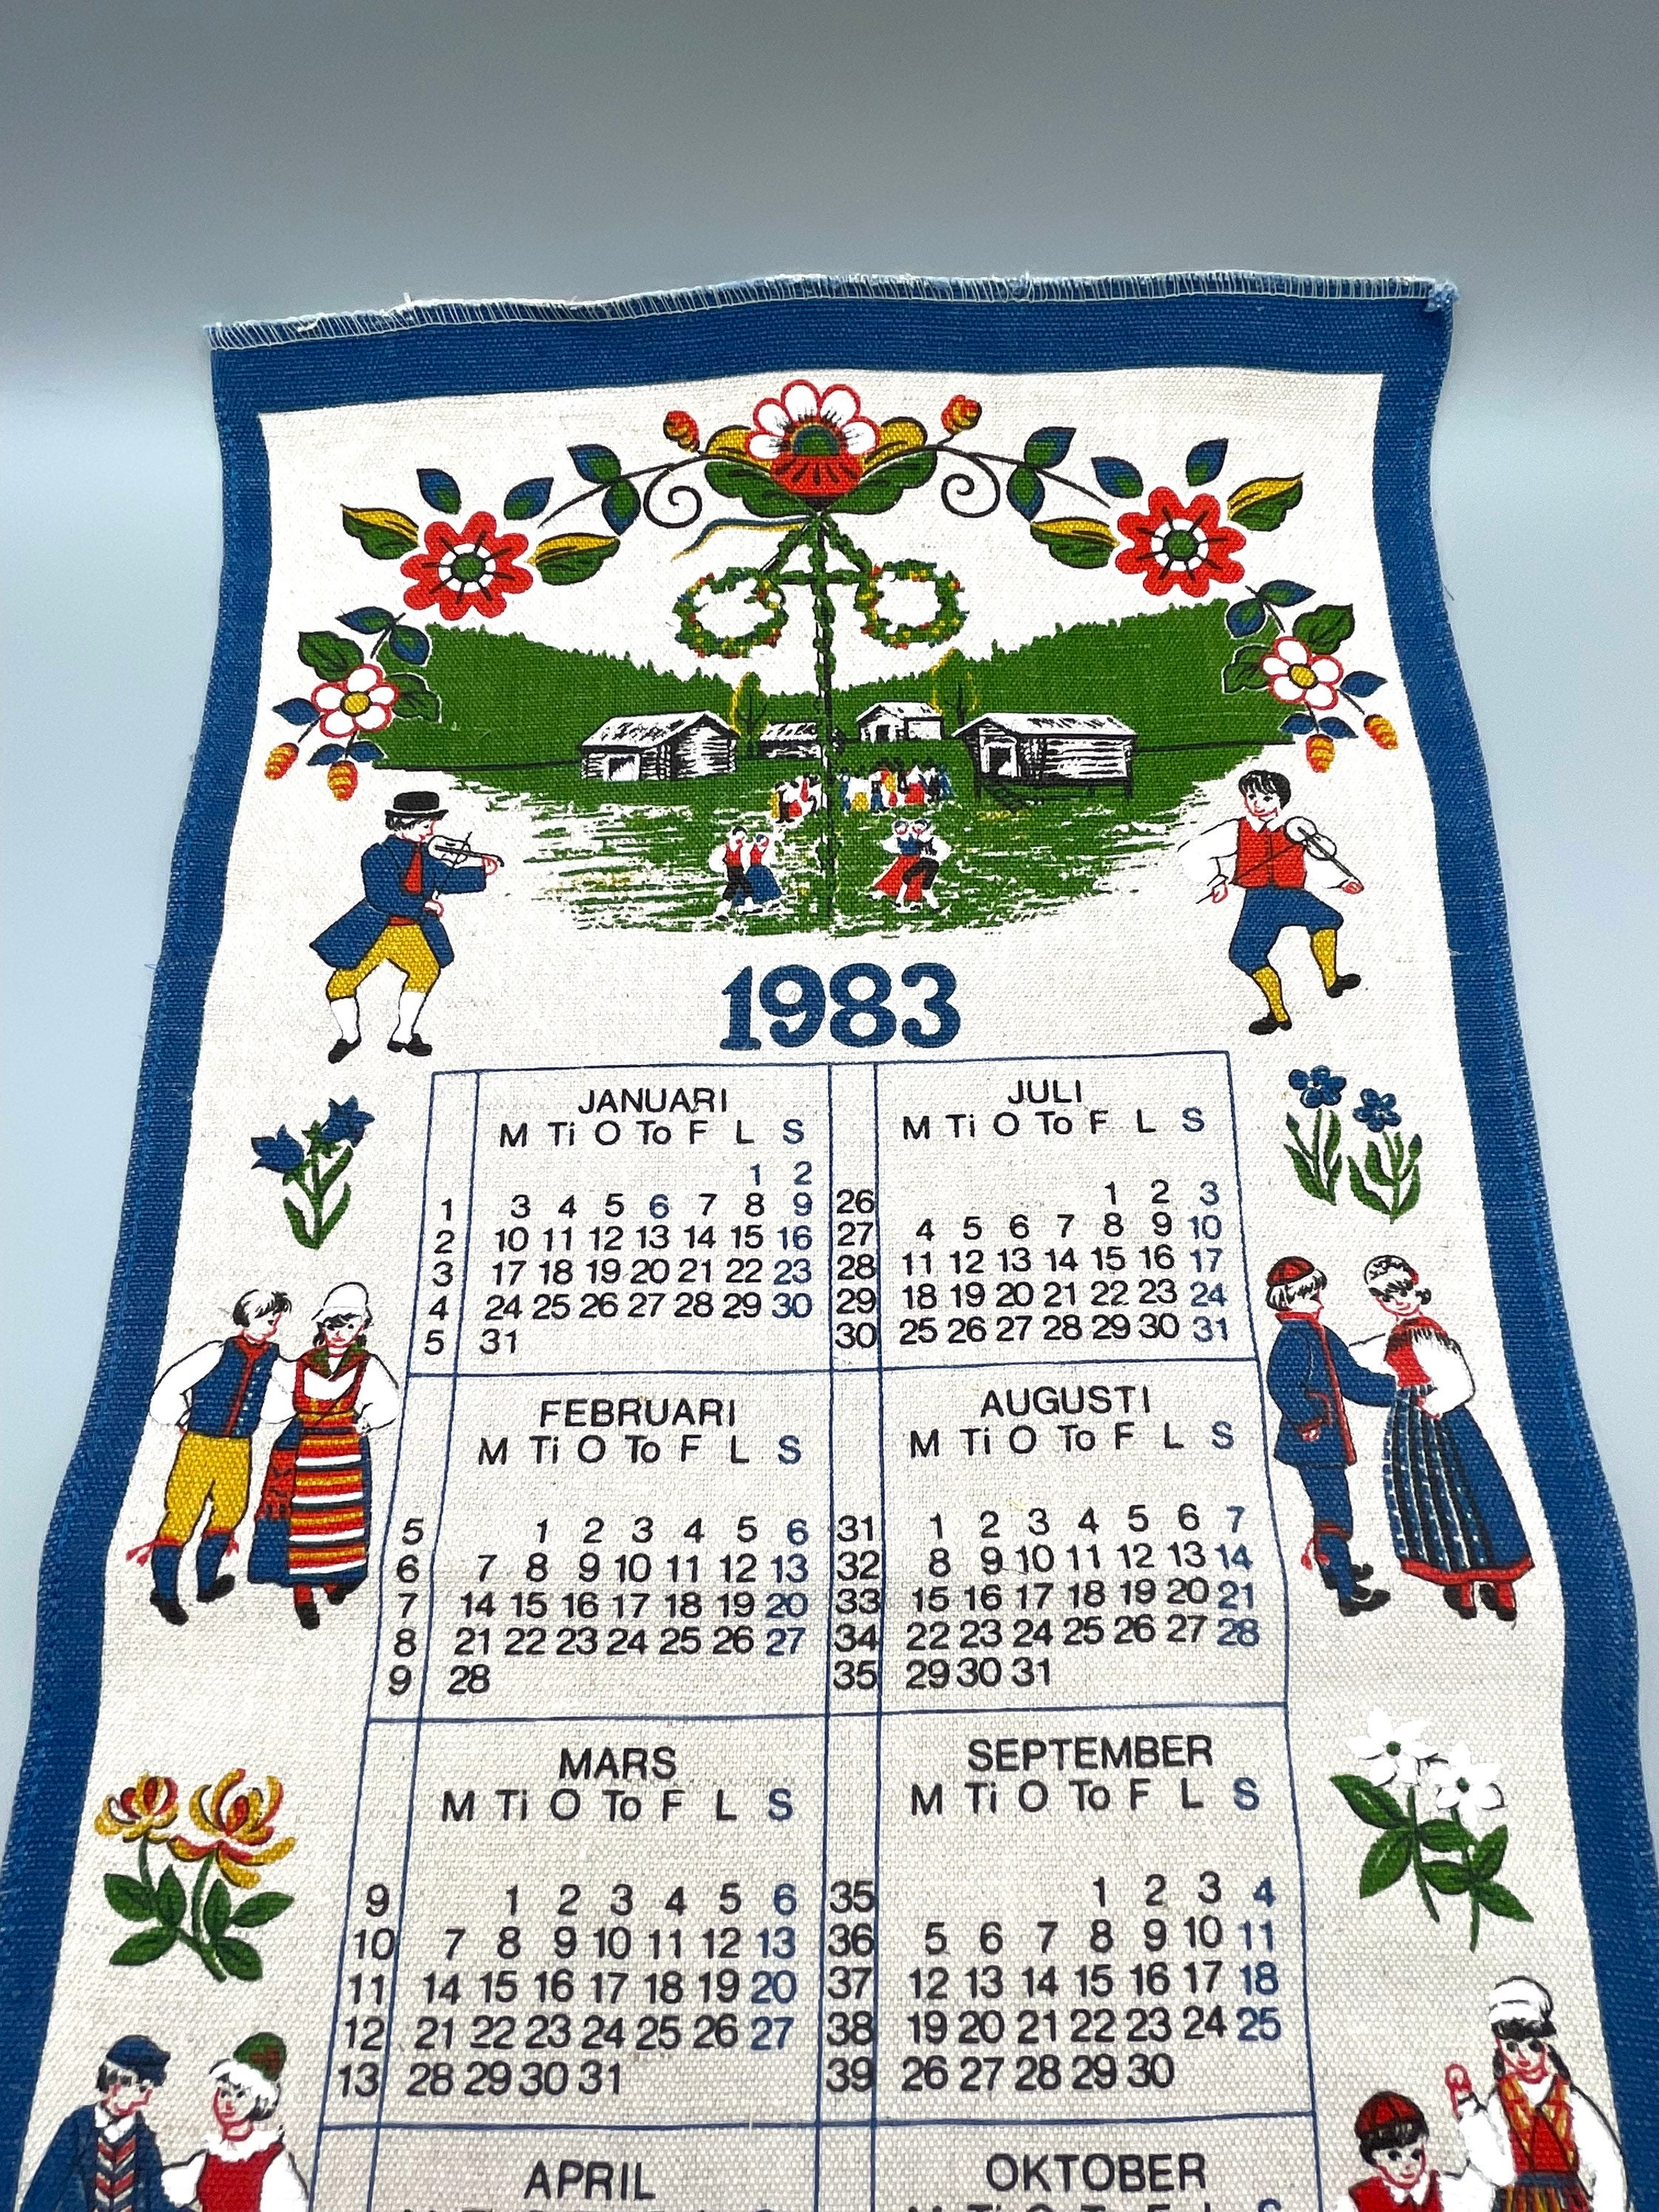 1983
JANUARI
M Ti O To F L S
1 2
1 3 4 5 6 7 8 9
2 10 11 12 13 14 15 16
3 17 18 19 20 21 22 23
4 24 25 26 27 28 29 30
5 31
JULI
M Ti O To F L S
26 1 2 3
27 4 5 6 7 8 9 10
28 11 12 13 14 15 16 17
29 18 19 20 21 22 23 24
30 25 26 27 28 29 30 31
FEBRUARI
M Ti O To F L S
5 1 2 3 4 5 6
6 7 8 9 10 11 12 13
7 14 15 16 17 18 19 20
8 21 22 23 24 25 26 27
9 28
AUGUSTI
M Ti O To F L S
31 1 2 3 4 5 6 7
32 8 9 10 11 12 13 14
33 15 16 17 18 19 20 21
34 22 23 24 25 26 27 28
35 29 30 31
MARS
M Ti O To F L S
9 1 2 3 4 5 6
10 7 8 9 10 11 12 13
11 14 15 16 17 18 19 20
12 21 22 23 24 25 26 27
13 28 29 30 31
SEPTEMBER
M Ti O To F L S
35 1 2 3 4
36 5 6 7 8 9 10 11
37 12 13 14 15 16 17 18
38 19 20 21 22 23 24 25
39 26 27 28 29 30
APRIL
OKTOBER